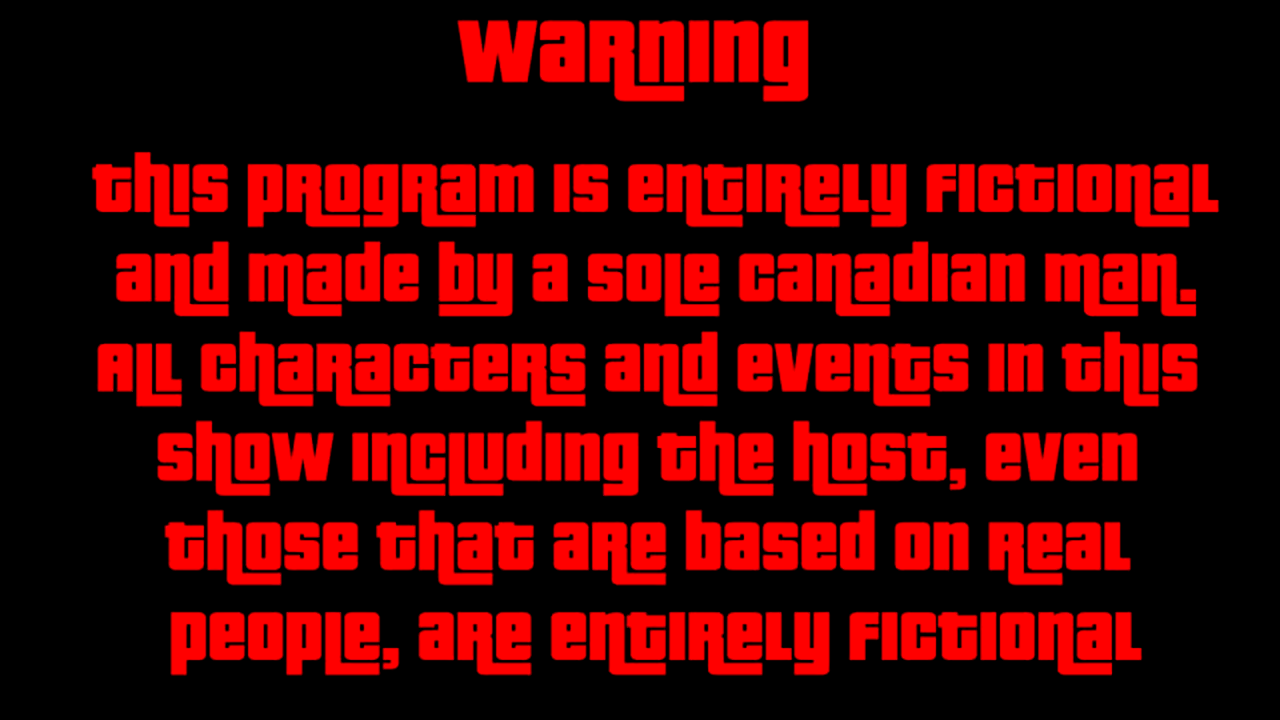 Warning
this program is entirely fictional
and made by a sole canadian man.
All characters and events in this
show including the host, even
those that are based on real
people, are entirely fictional